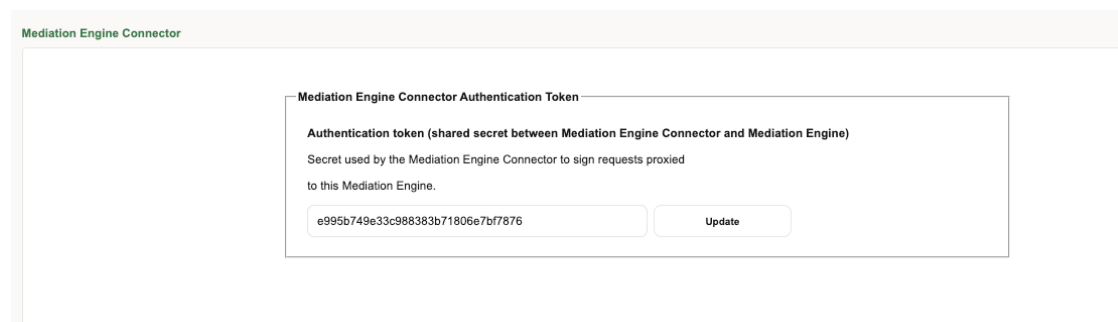 Mediation Engine Connector
Mediation Engine Connector Authentication Token
Authentication token (shared secret between Mediation Engine Connector and Mediation Engine)
Secret used by the Mediation Engine Connector to sign requests proxied
to this Mediation Engine.
e995b749e33c988383b71806e7bf7876
Update